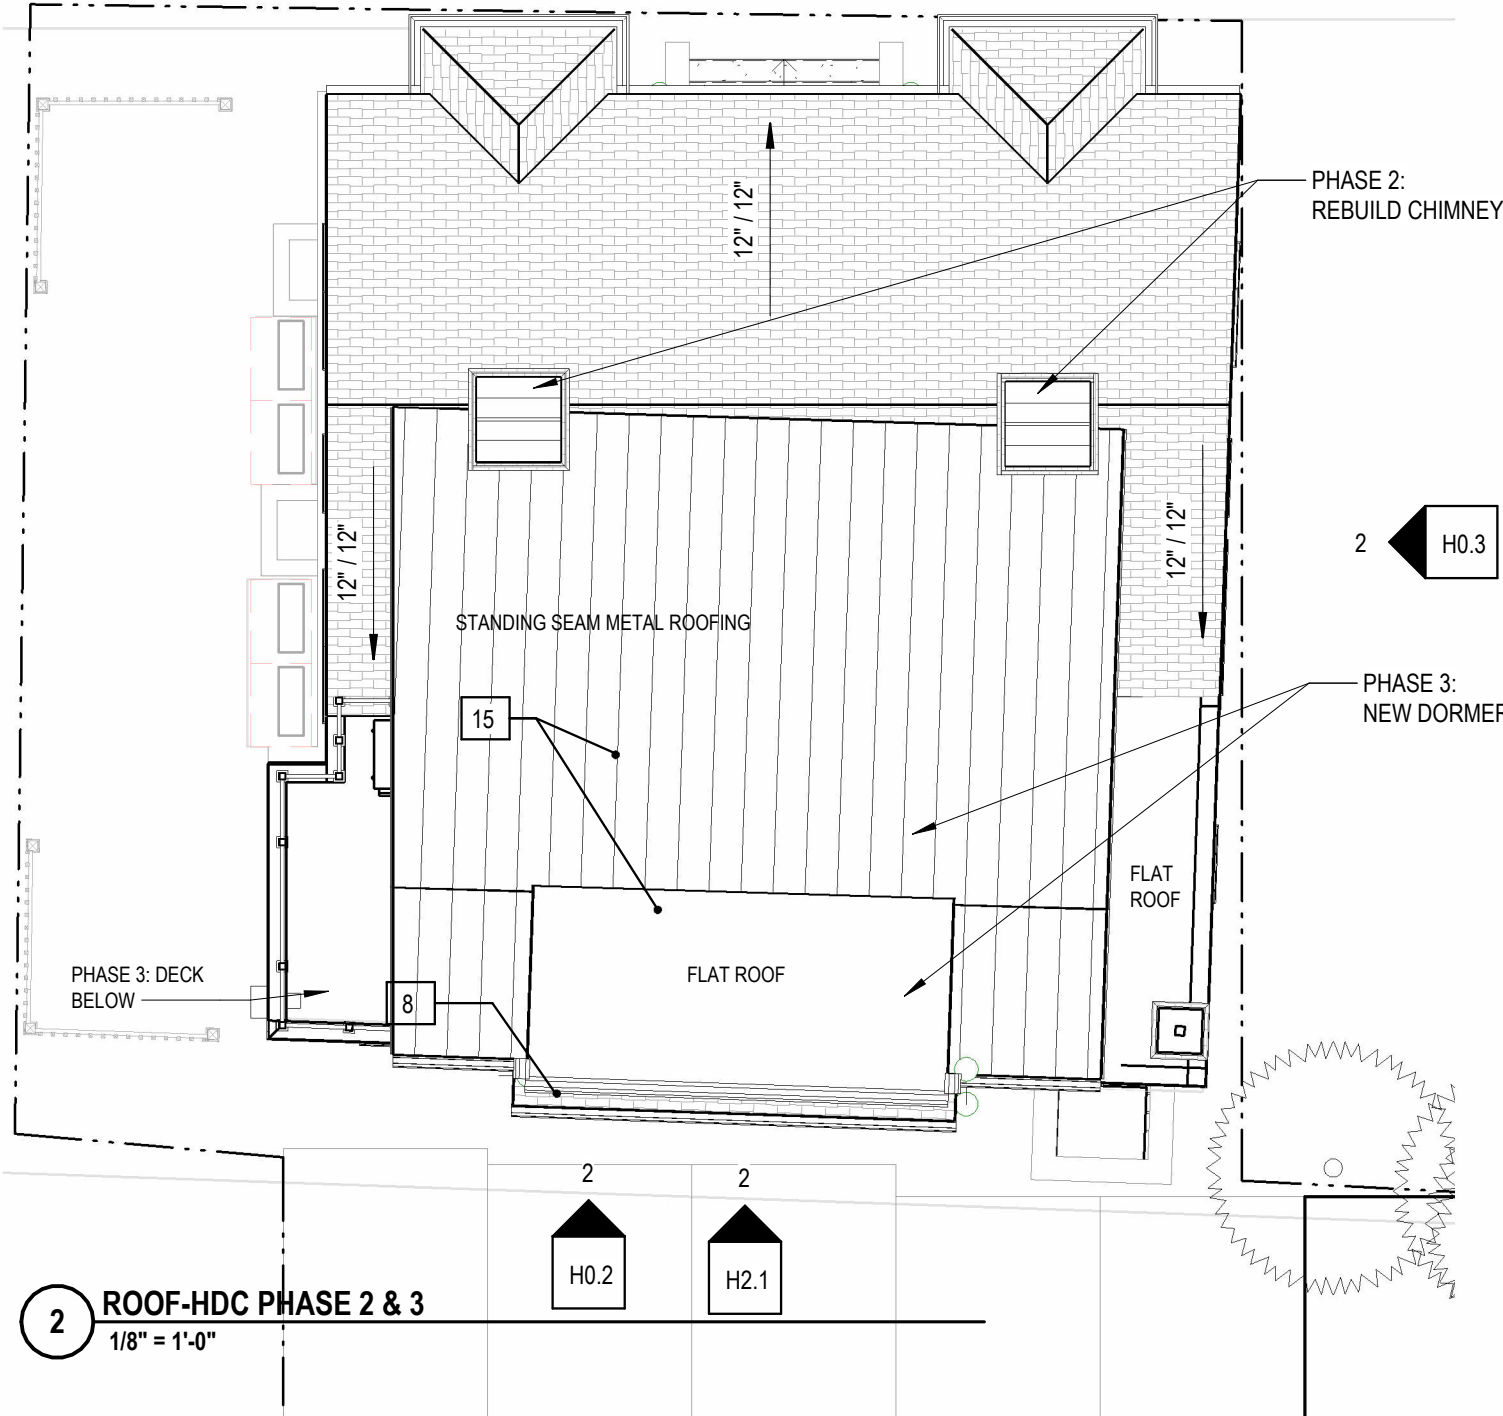 PHASE 2:
REBUILD CHIMNEY
12" / 12"
2
H0.3
12" / 12"
12" / 12"
STANDING SEAM METAL ROOFING
PHASE 3:
NEW DORMER
15
FLAT
ROOF
PHASE 3: DECK
BELOW
FLAT ROOF
8
2
2
H0.2
H2.1
2
ROOF-HDC PHASE 2 & 3
1/8" = 1'-0"